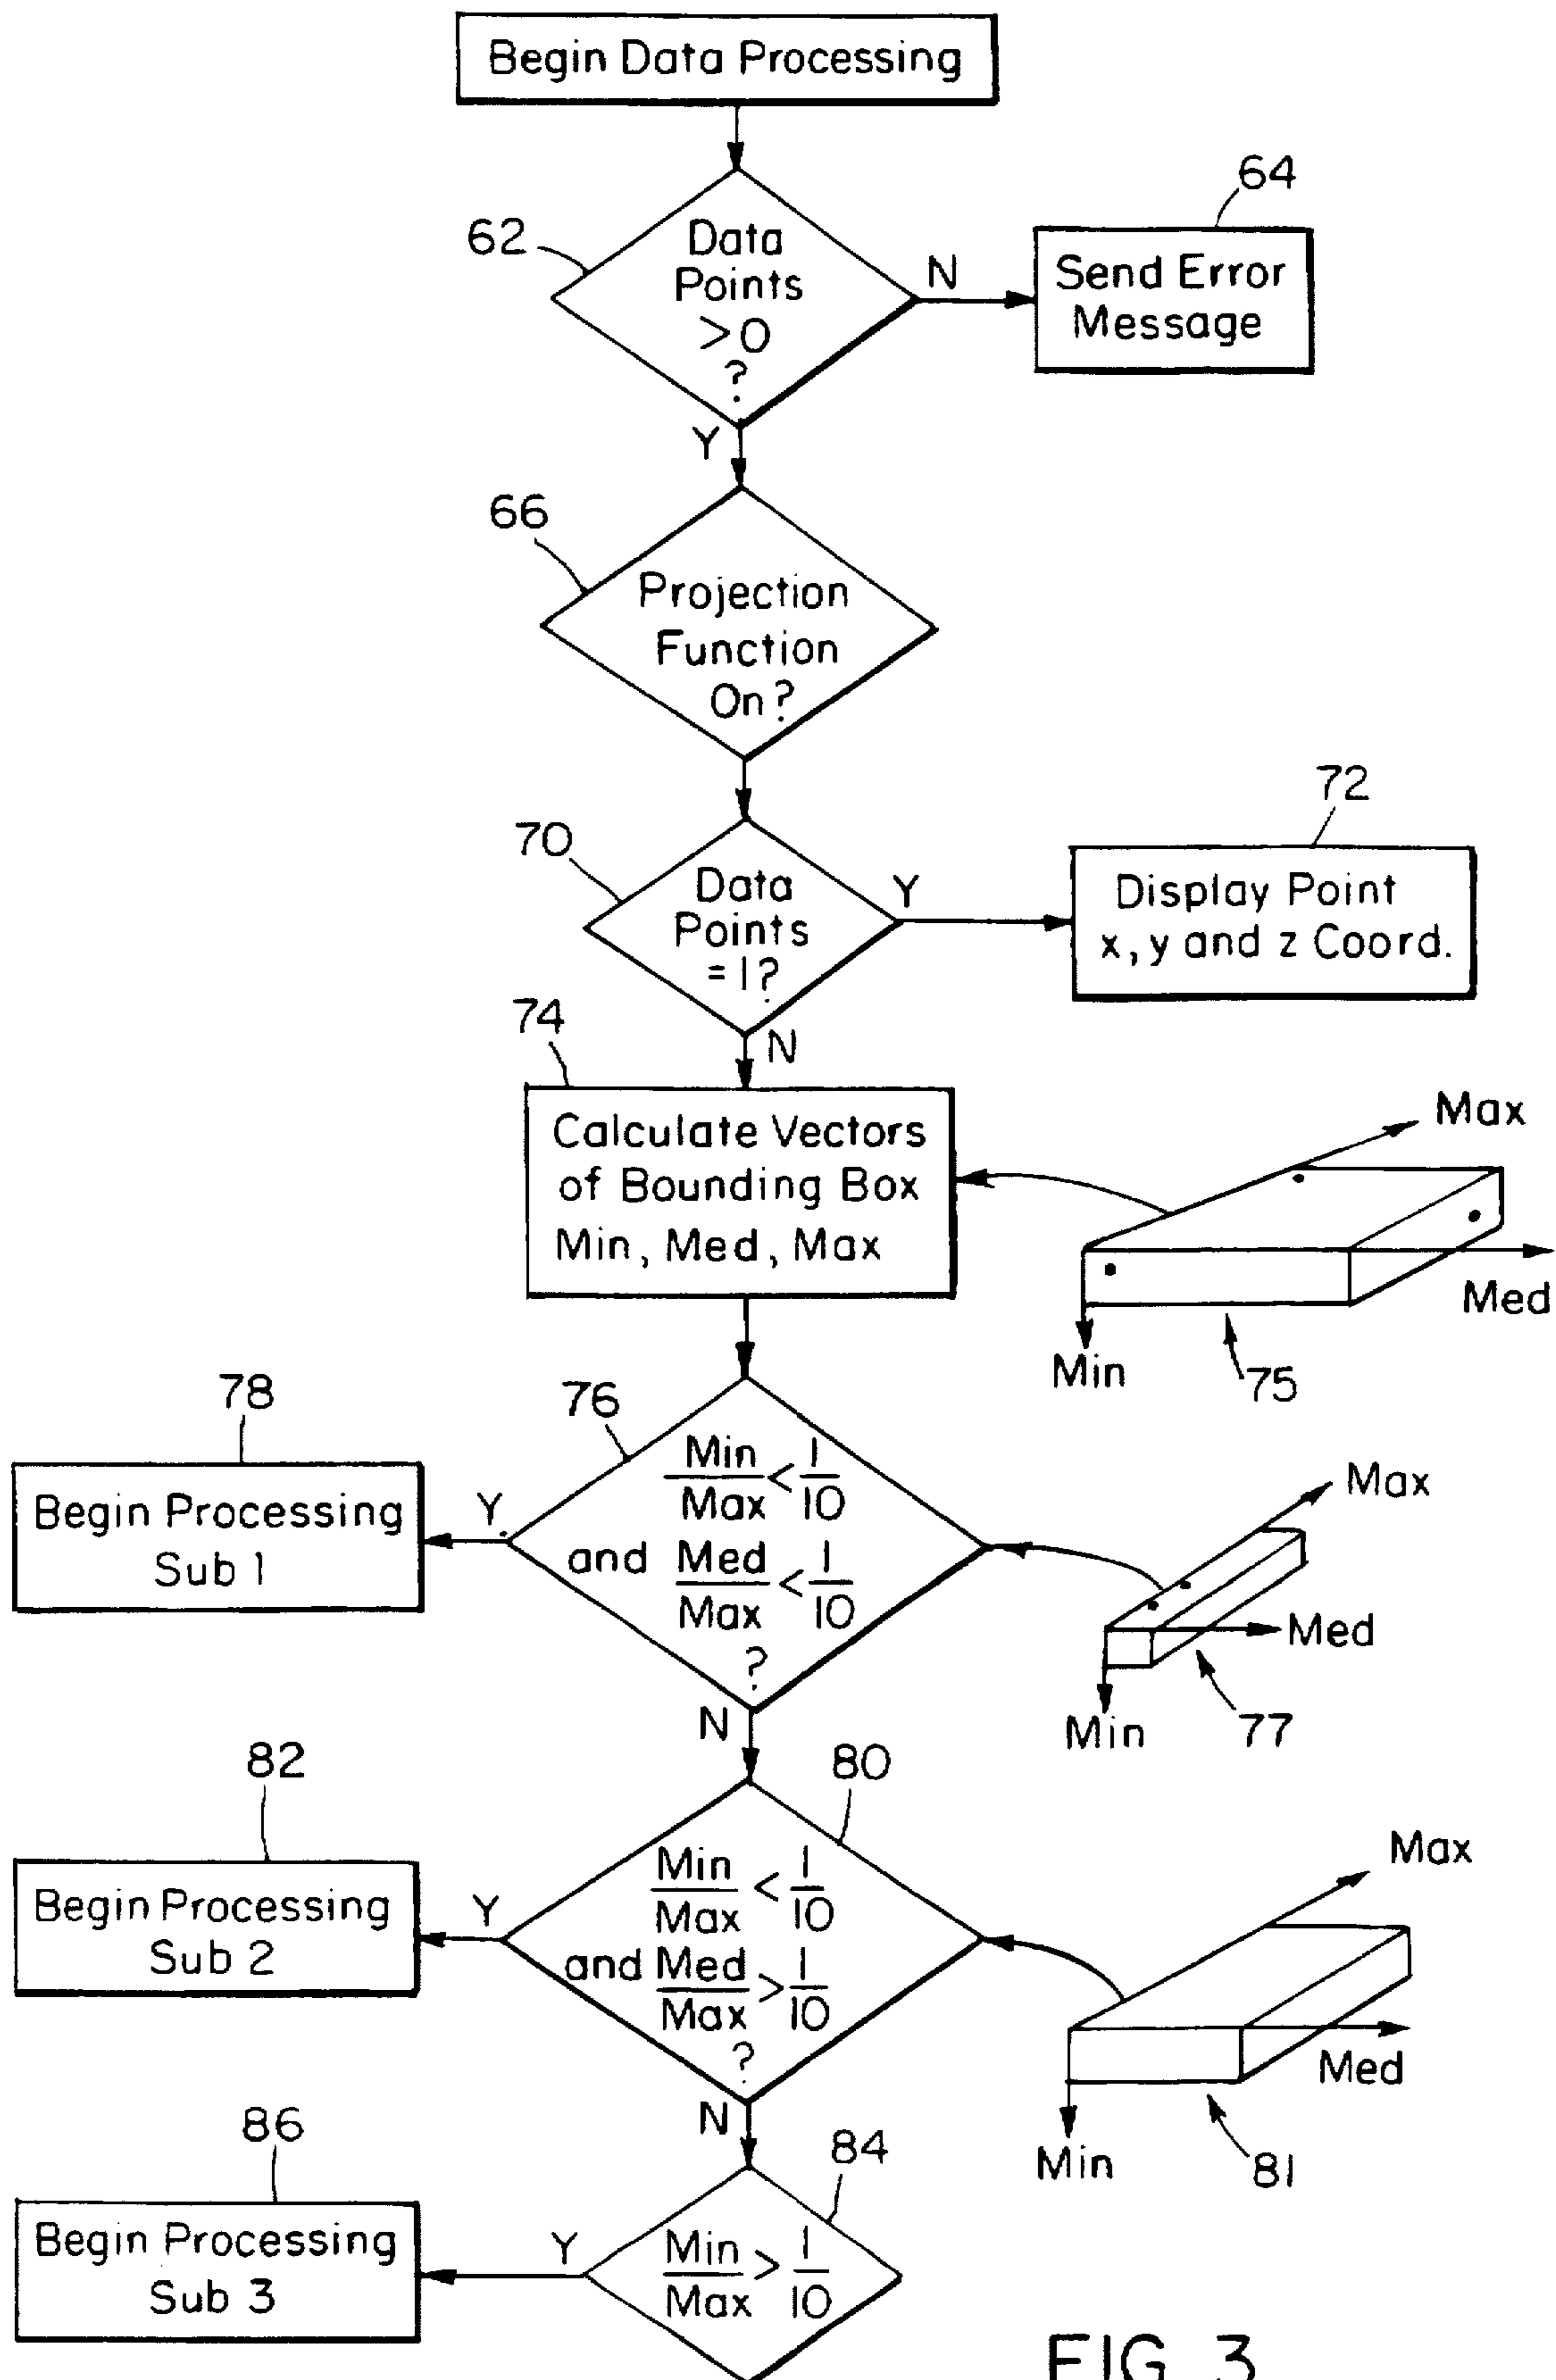 Begin Data Processing
62
Data
Points
>0
?
N
64
Send Error
Message
Y
66
Projection
Function
On?
70
Data
Points
=1?
Y
72
Display Point
x, y and z Coord.
N
74
Calculate Vectors
of Bounding Box
Min, Med, Max
Max
Med
Min
75
76
Min/Max < 1/10
and Med/Max < 1/10
?
Y
78
Begin Processing
Sub 1
Max
Med
Min
77
N
80
Min/Max < 1/10
and Med/Max > 1/10
?
Y
82
Begin Processing
Sub 2
Max
Med
Min
81
N
84
Min/Max > 1/10
Y
86
Begin Processing
Sub 3
FIG. 3